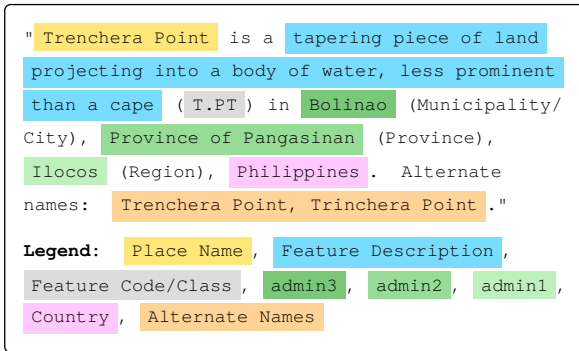 " Trenchera Point is a tapering piece of land
projecting into a body of water, less prominent
than a cape (T.PT) in Bolinao (Municipality/
City), Province of Pangasinan (Province),
Ilocos (Region), Philippines. Alternate
names: Trenchera Point, Trinchera Point."
Legend: Place Name, Feature Description,
Feature Code/Class, admin3, admin2, admin1,
Country, Alternate Names